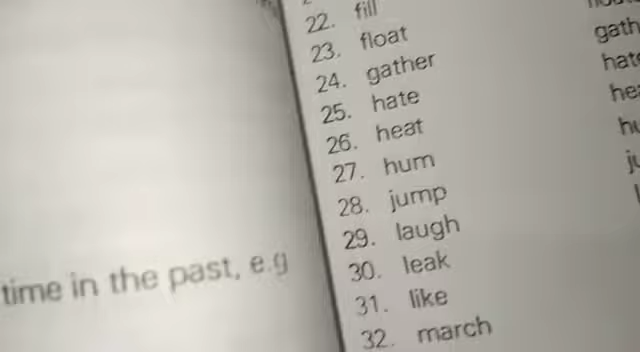 time in the past, e.g
22. fill
23. float
24. gather
25. hate
26. heat
27. hum
28. jump
29. laugh
30. leak
31. like
32. march